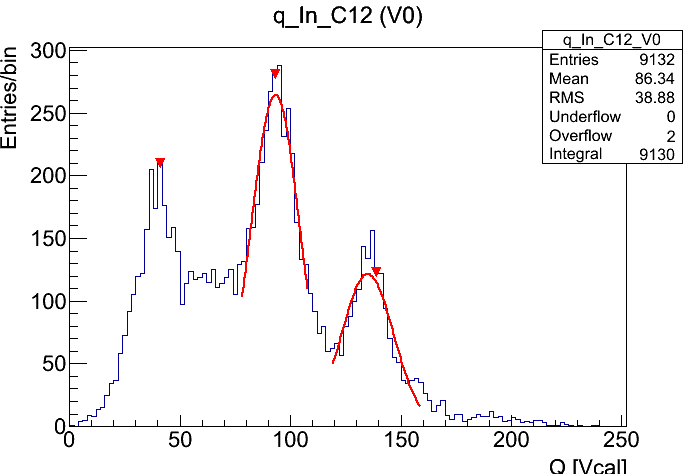 q_In_C12 (V0)
q_In_C12_V0
Entries 9132
Mean 86.34
RMS 38.88
Underflow 0
Overflow 2
Integral 9130
Entries/bin
300
250
200
150
100
50
0
0 50 100 150 200 250
Q [Vcal]